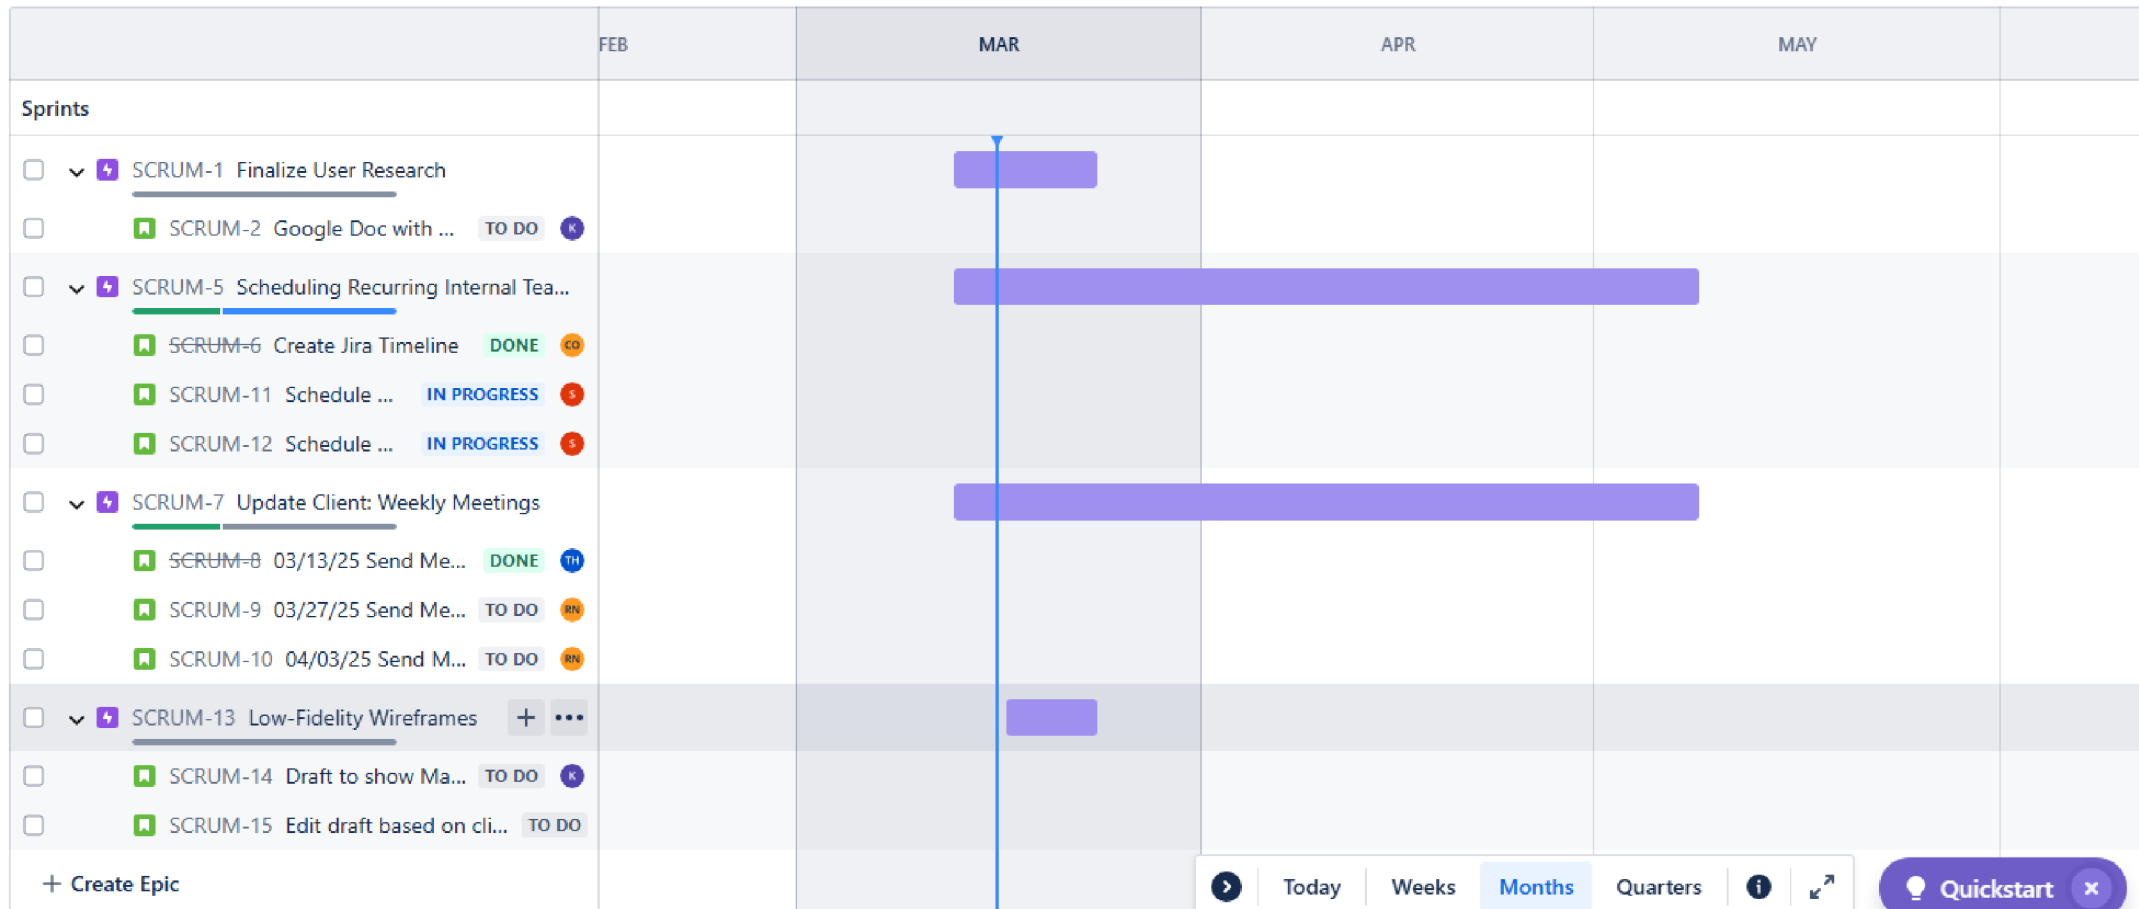 FEB MAR APR MAY
Sprints
SCRUM-1 Finalize User Research
SCRUM-2 Google Doc with ... TO DO K
SCRUM-5 Scheduling Recurring Internal Tea...
SCRUM-6 Create Jira Timeline DONE CO
SCRUM-11 Schedule ... IN PROGRESS S
SCRUM-12 Schedule ... IN PROGRESS S
SCRUM-7 Update Client: Weekly Meetings
SCRUM-8 03/13/25 Send Me... DONE TH
SCRUM-9 03/27/25 Send Me... TO DO RN
SCRUM-10 04/03/25 Send M... TO DO RN
SCRUM-13 Low-Fidelity Wireframes
SCRUM-14 Draft to show Ma... TO DO K
SCRUM-15 Edit draft based on cli... TO DO
+ Create Epic
Today Weeks Months Quarters
Quickstart